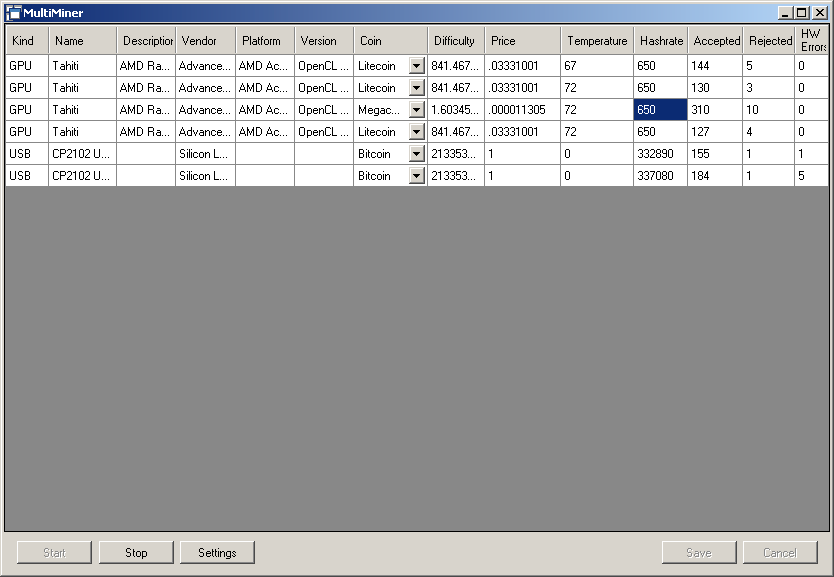 MultiMiner
Kind Name Description Vendor Platform Version Coin Difficulty Price Temperature Hashrate Accepted Rejected HW Errors
GPU Tahiti AMD Ra... Advance... AMD Ac... OpenCL ... Litecoin 841.467... .03331001 67 650 144 5 0
GPU Tahiti AMD Ra... Advance... AMD Ac... OpenCL ... Litecoin 841.467... .03331001 72 650 130 3 0
GPU Tahiti AMD Ra... Advance... AMD Ac... OpenCL ... Megac... 1.60345... .000011305 72 650 310 10 0
GPU Tahiti AMD Ra... Advance... AMD Ac... OpenCL ... Litecoin 841.467... .03331001 72 650 127 4 0
USB CP2102 U... Silicon L... Bitcoin 213353... 1 0 332890 155 1 1
USB CP2102 U... Silicon L... Bitcoin 213353... 1 0 337080 184 1 5
Start Stop Settings Save Cancel